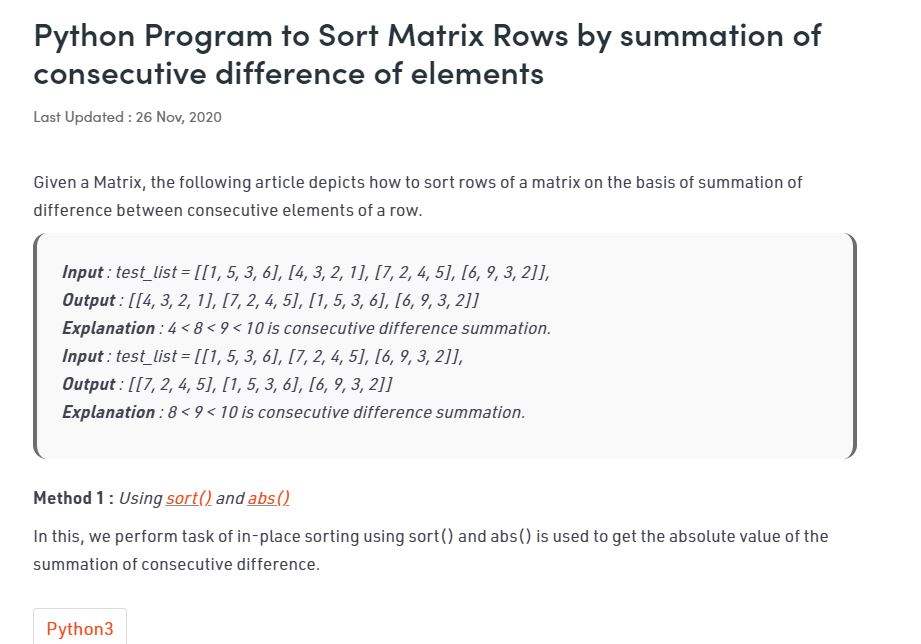 Python Program to Sort Matrix Rows by summation of
consecutive difference of elements
Last Updated : 26 Nov, 2020
Given a Matrix, the following article depicts how to sort rows of a matrix on the basis of summation of
difference between consecutive elements of a row.
Input : test_list = [[1, 5, 3, 6], [4, 3, 2, 1], [7, 2, 4, 5], [6, 9, 3, 2]],
Output : [[4, 3, 2, 1], [7, 2, 4, 5], [1, 5, 3, 6], [6, 9, 3, 2]]
Explanation : 4 < 8 < 9 < 10 is consecutive difference summation.
Input : test_list = [[1, 5, 3, 6], [7, 2, 4, 5], [6, 9, 3, 2]],
Output : [[7, 2, 4, 5], [1, 5, 3, 6], [6, 9, 3, 2]]
Explanation : 8 < 9 < 10 is consecutive difference summation.
Method 1 : Using sort() and abs()
In this, we perform task of in-place sorting using sort() and abs() is used to get the absolute value of the
summation of consecutive difference.
Python3